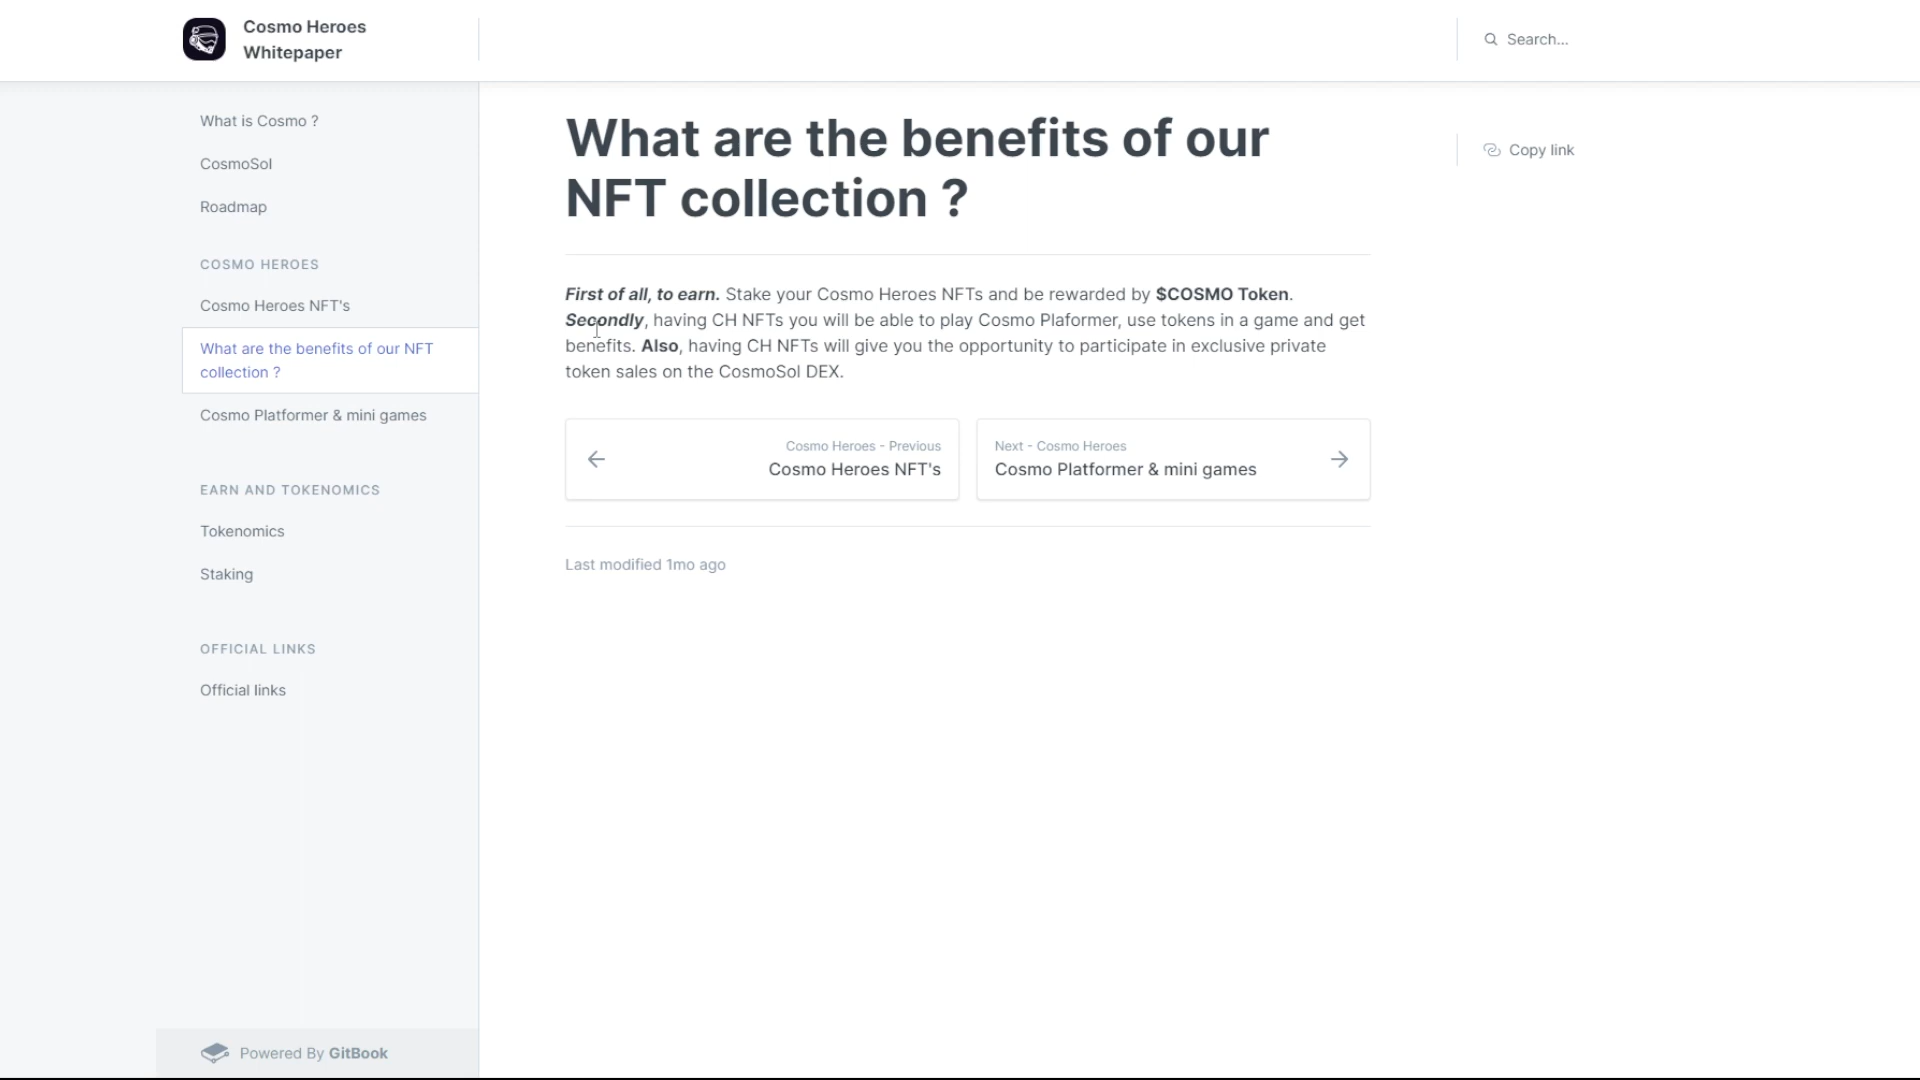 Cosmo Heroes
Whitepaper
Search...
What is Cosmo ?
CosmoSol
Roadmap
COSMO HEROES
Cosmo Heroes NFT's
What are the benefits of our NFT
collection ?
Cosmo Platformer & mini games
EARN AND TOKENOMICS
Tokenomics
Staking
OFFICIAL LINKS
Official links
Powered By GitBook
What are the benefits of our
NFT collection ?
First of all, to earn. Stake your Cosmo Heroes NFTs and be rewarded by $COSMO Token.
Secondly, having CH NFTs you will be able to play Cosmo Plaformer, use tokens in a game and get
benefits. Also, having CH NFTs will give you the opportunity to participate in exclusive private
token sales on the CosmoSol DEX.
Cosmo Heroes - Previous
Cosmo Heroes NFT's
Next - Cosmo Heroes
Cosmo Platformer & mini games
Last modified 1mo ago
Copy link